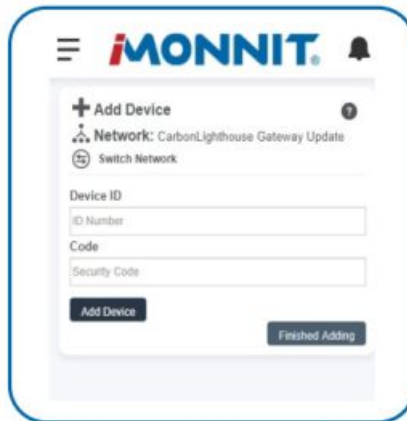 iMONNIT.
Add Device
Network: CarbonLighthouse Gateway Update
Switch Network
Device ID
ID Number
Code
Security Code
Add Device
Finished Adding